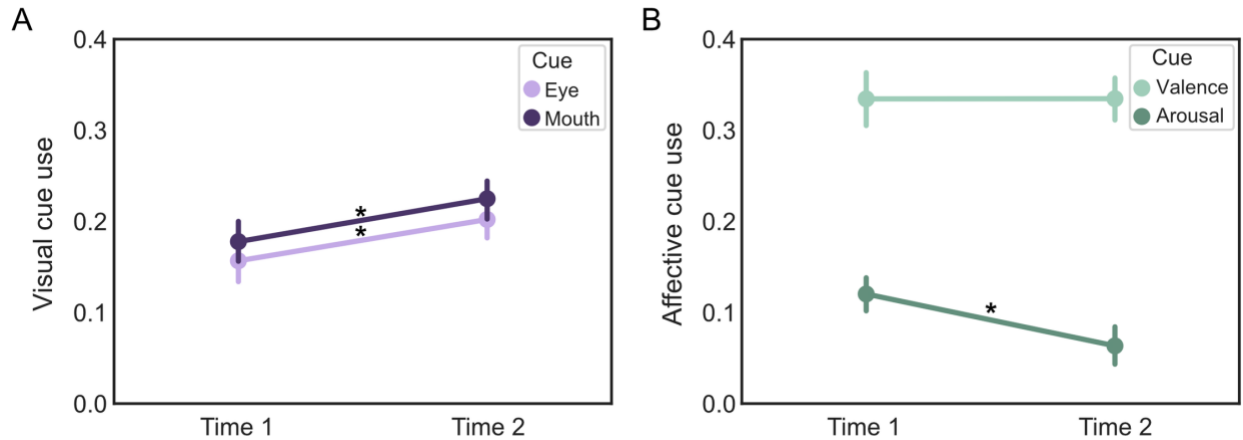 A
Visual cue use
0.4
0.3
0.2
0.1
0.0
Cue
Eye
Mouth
*
*
Time 1
Time 2
B
Affective cue use
0.4
0.3
0.2
0.1
0.0
Cue
Valence
Arousal
*
Time 1
Time 2